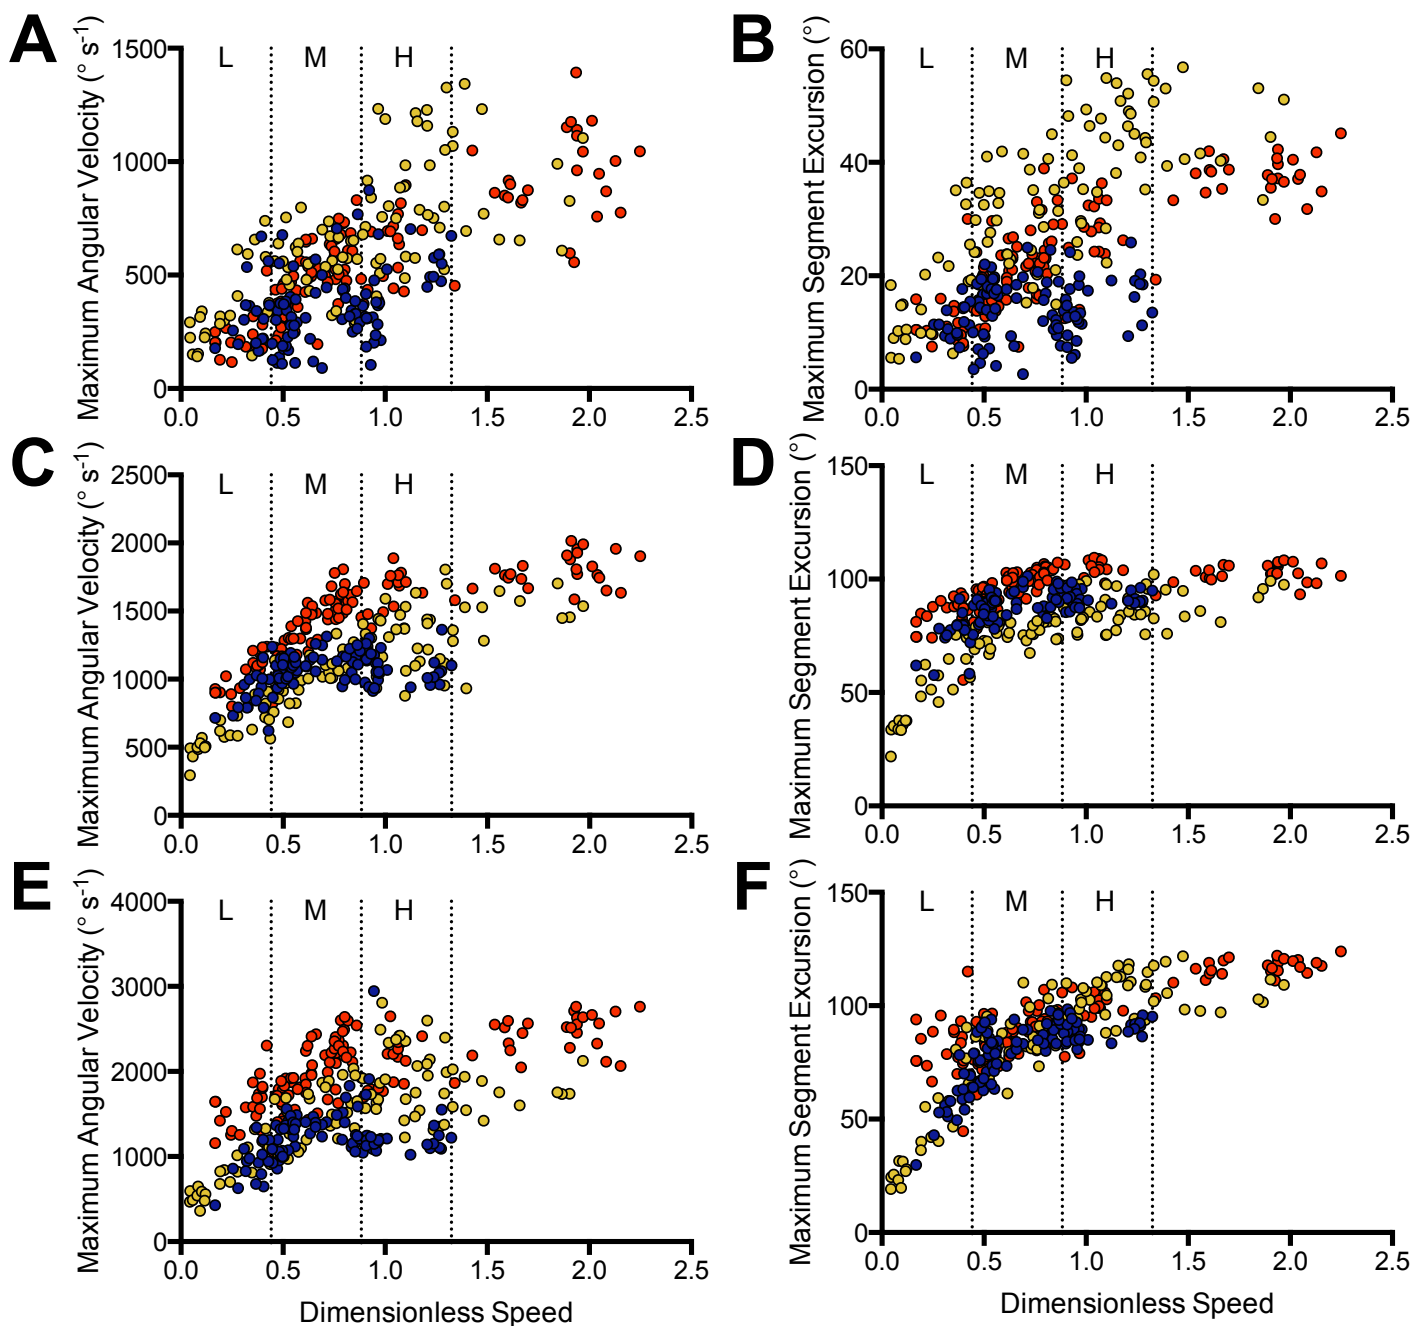 A
Maximum Angular Velocity (° s-1)
1500
1000
500
0
L M H
0.0 0.5 1.0 1.5 2.0 2.5
B
Maximum Segment Excursion (°)
60
40
20
0
L M H
0.0 0.5 1.0 1.5 2.0 2.5
C
Maximum Angular Velocity (° s-1)
2500
2000
1500
1000
500
0
L M H
0.0 0.5 1.0 1.5 2.0 2.5
D
Maximum Segment Excursion (°)
150
100
50
0
L M H
0.0 0.5 1.0 1.5 2.0 2.5
E
Maximum Angular Velocity (° s-1)
4000
3000
2000
1000
0
L M H
0.0 0.5 1.0 1.5 2.0 2.5
Dimensionless Speed
F
Maximum Segment Excursion (°)
150
100
50
0
L M H
0.0 0.5 1.0 1.5 2.0 2.5
Dimensionless Speed